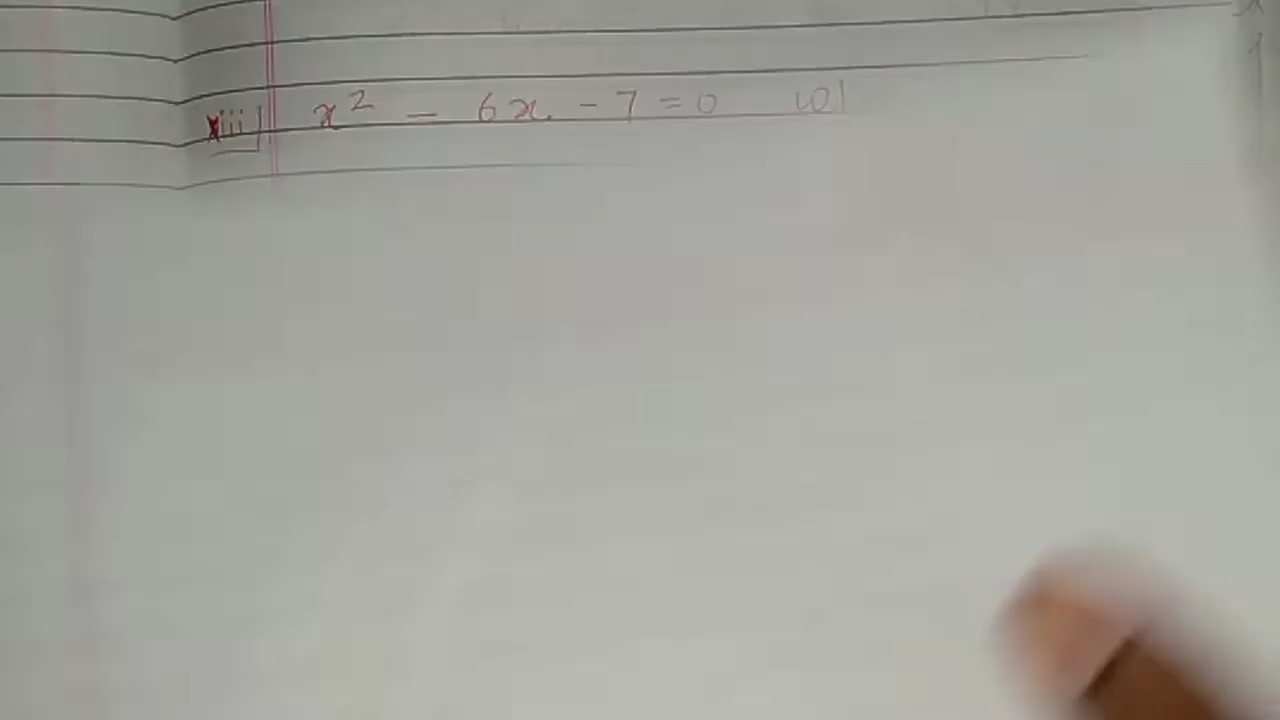 xiii] x² - 6x - 7 = 0